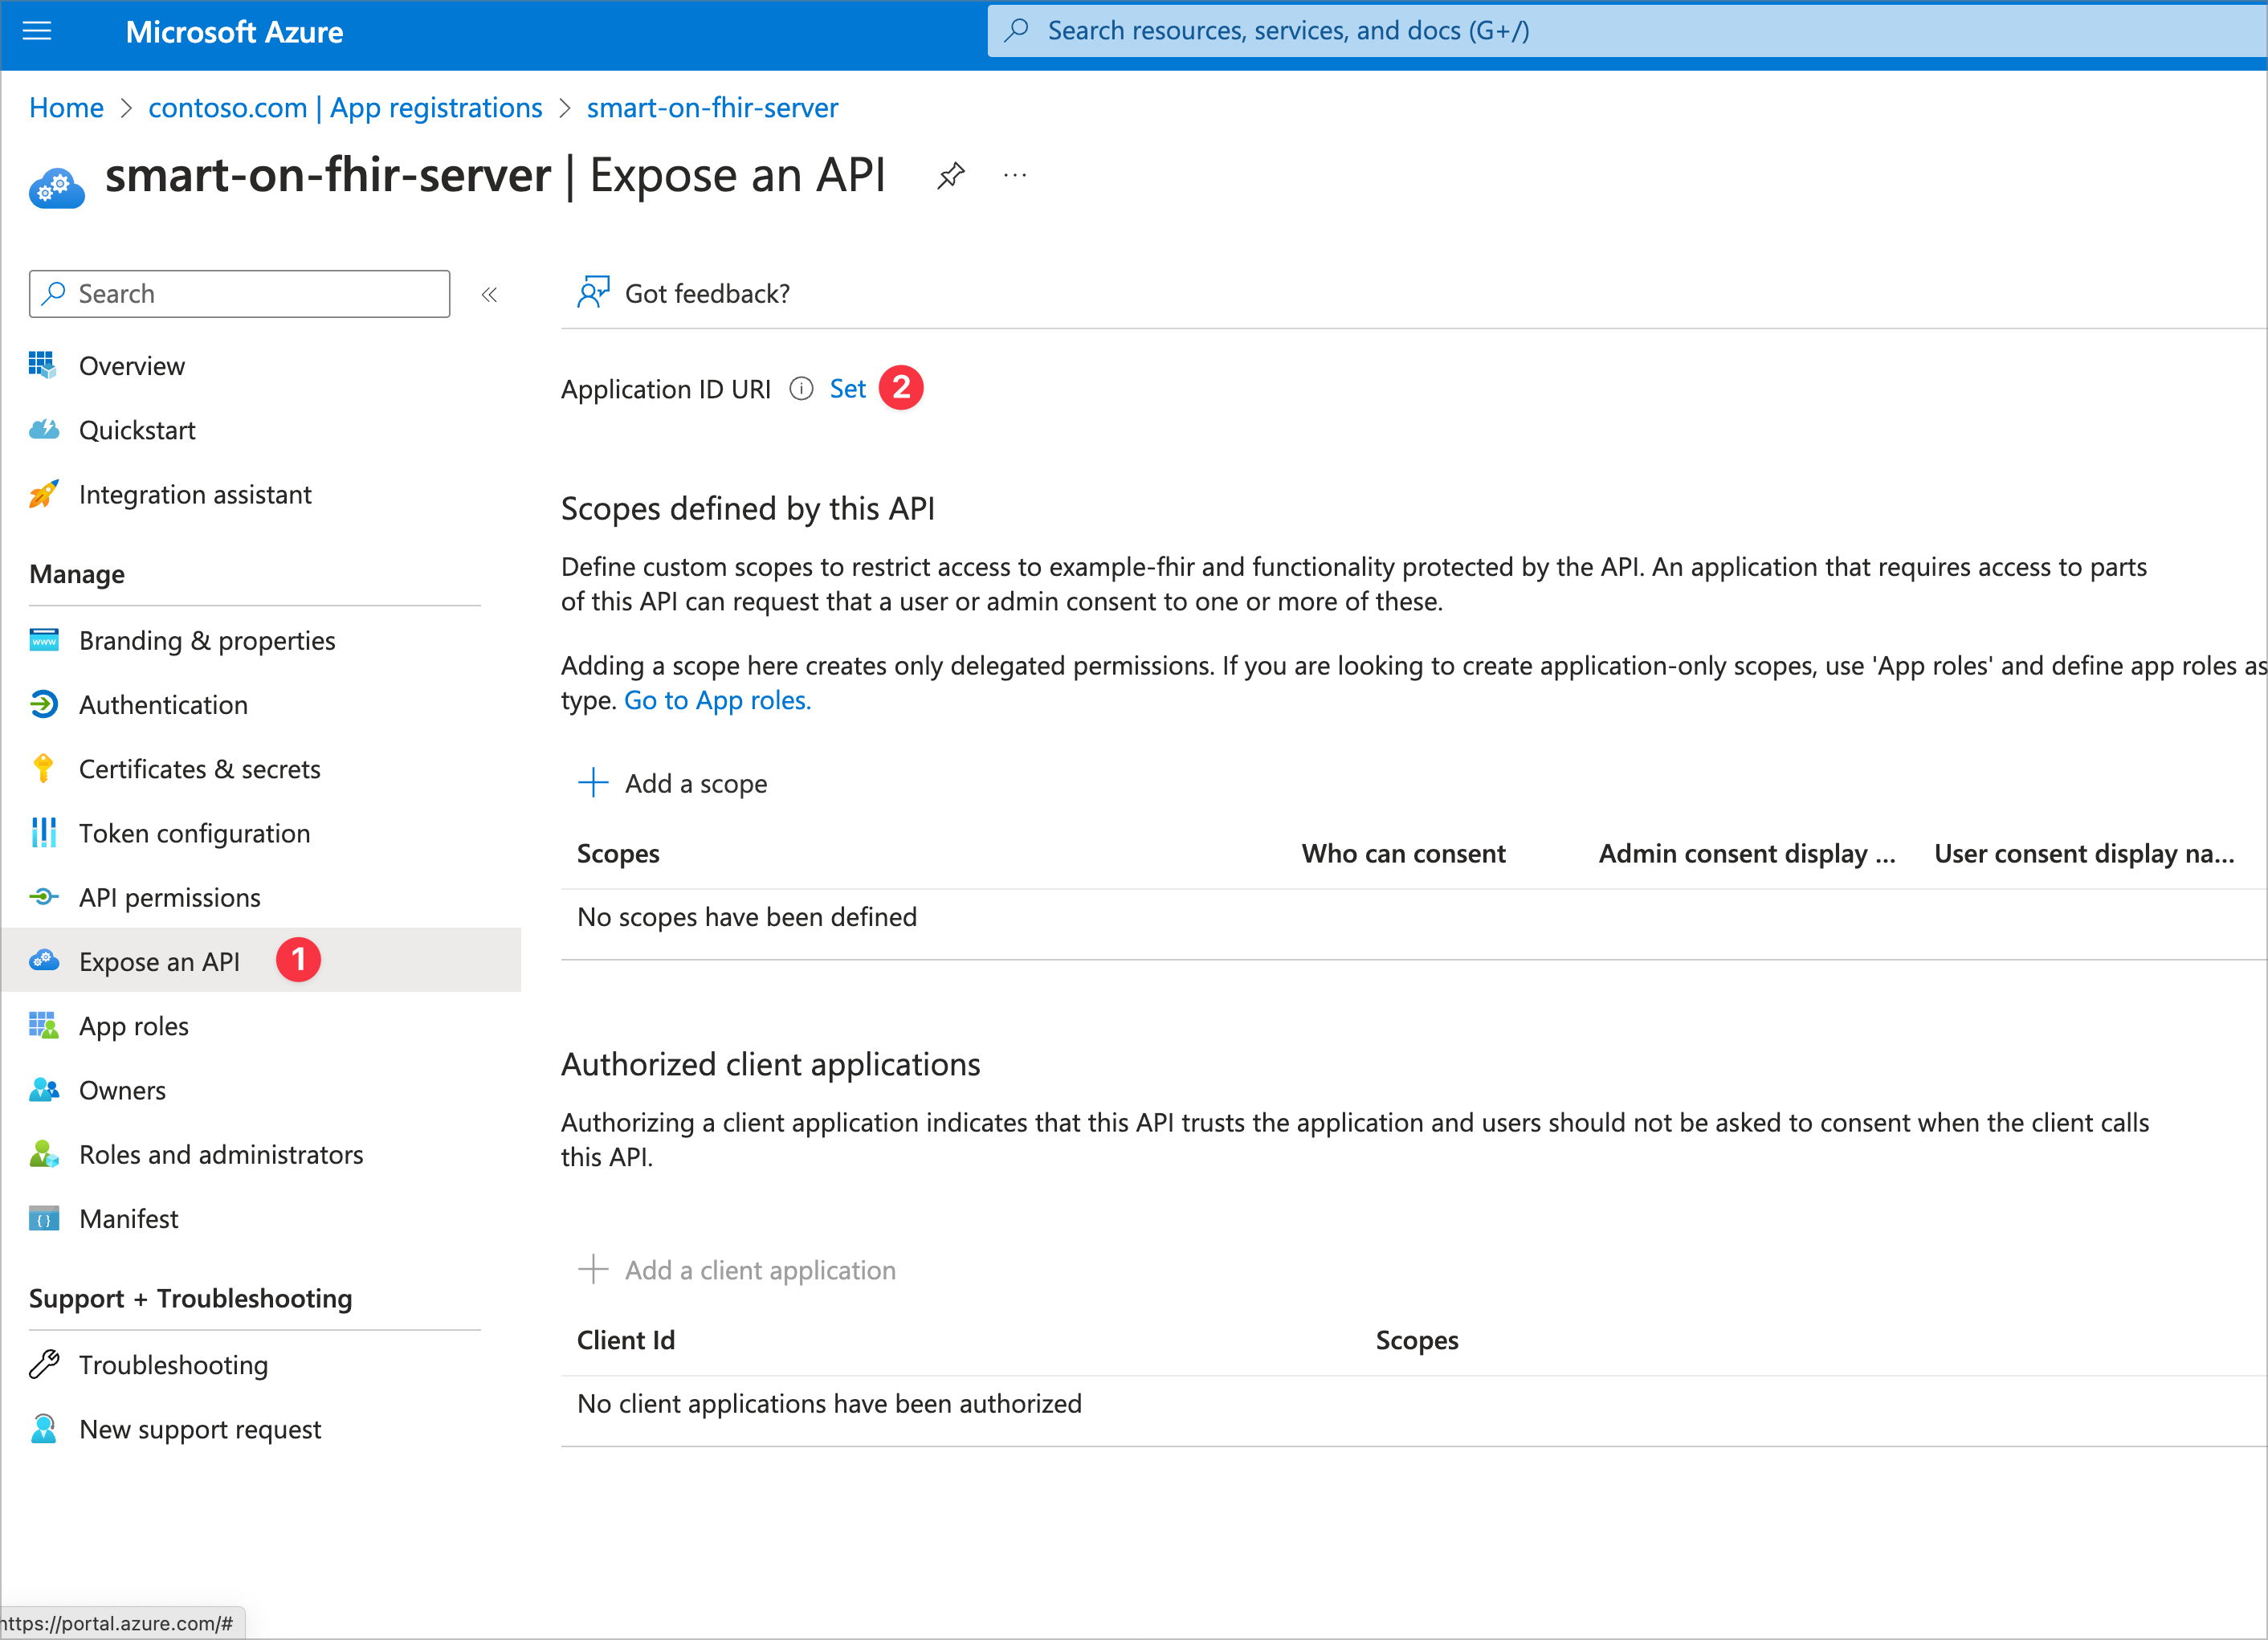 Microsoft Azure
Search resources, services, and docs (G+/)
Home > contoso.com | App registrations > smart-on-fhir-server
smart-on-fhir-server | Expose an API ...
Search «
Overview
Quickstart
Integration assistant
Manage
Branding & properties
Authentication
Certificates & secrets
Token configuration
API permissions
Expose an API 1
App roles
Owners
Roles and administrators
Manifest
Support + Troubleshooting
Troubleshooting
New support request
Got feedback?
Application ID URI Set 2
Scopes defined by this API
Define custom scopes to restrict access to example-fhir and functionality protected by the API. An application that requires access to parts
of this API can request that a user or admin consent to one or more of these.
Adding a scope here creates only delegated permissions. If you are looking to create application-only scopes, use 'App roles' and define app roles as
type. Go to App roles.
+ Add a scope
Scopes Who can consent Admin consent display ... User consent display na...
No scopes have been defined
Authorized client applications
Authorizing a client application indicates that this API trusts the application and users should not be asked to consent when the client calls
this API.
+ Add a client application
Client Id Scopes
No client applications have been authorized
https://portal.azure.com/#